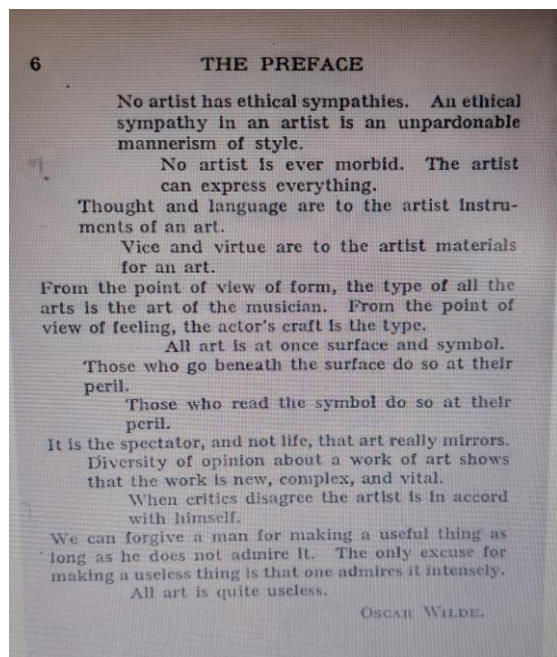 6 THE PREFACE
No artist has ethical sympathies. An ethical
sympathy in an artist is an unpardonable
mannerism of style.
No artist is ever morbid. The artist
can express everything.
Thought and language are to the artist instru-
ments of an art.
Vice and virtue are to the artist materials
for an art.
From the point of view of form, the type of all the
arts is the art of the musician. From the point of
view of feeling, the actor's craft is the type.
All art is at once surface and symbol.
Those who go beneath the surface do so at their
peril.
Those who read the symbol do so at their
peril.
It is the spectator, and not life, that art really mirrors.
Diversity of opinion about a work of art shows
that the work is new, complex, and vital.
When critics disagree the artist is in accord
with himself.
We can forgive a man for making a useful thing as
long as he does not admire it. The only excuse for
making a useless thing is that one admires it intensely.
All art is quite useless.
OSCAR WILDE.